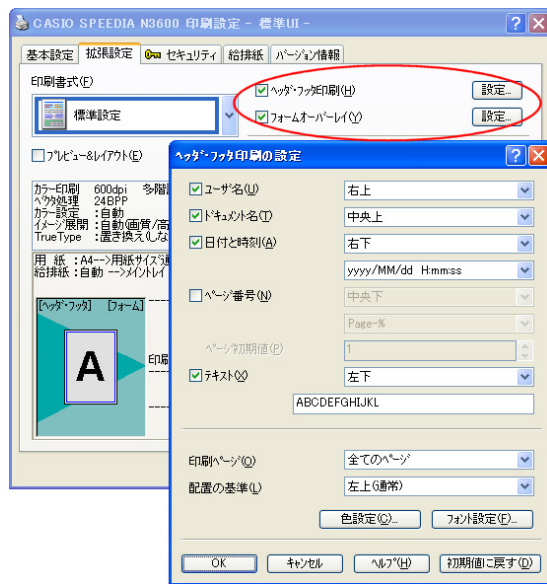 CASIO SPEEDIA N3600 印刷設定 - 標準UI -
基本設定 拡張設定 セキュリティ 給排紙 バージョン情報
印刷書式(F)
標準設定
ヘッダ・フッタ印刷(H) 設定...
フォームオーバーレイ(Y) 設定...
プレビュー&レイアウト(E)
カラー印刷 600dpi 多階
ベクタ処理 24BPP
カラー設定 :自動
イメージ展開 :自動(画質/高
TrueType :置き換え(しな
用 紙 :A4-->用紙サイズ通
給排紙 :自動 -->メイントレイ
[ヘッダ・フッタ] [フォーム]
A
印刷
ヘッダ・フッタ印刷の設定
ユーザ名(U) 右上
ドキュメント名(T) 中央上
日付と時刻(A) 右下
yyyy/MM/dd H:mm:ss
ページ番号(N) 中央下
Page-%
ページ初期値(P) 1
テキスト(X) 左下
ABCDEFGHIJKL
印刷ページ(O) 全てのページ
配置の基準(L) 左上(通常)
色設定(C)... フォント設定(F)...
OK キャンセル ヘルプ(H) 初期値に戻す(D)